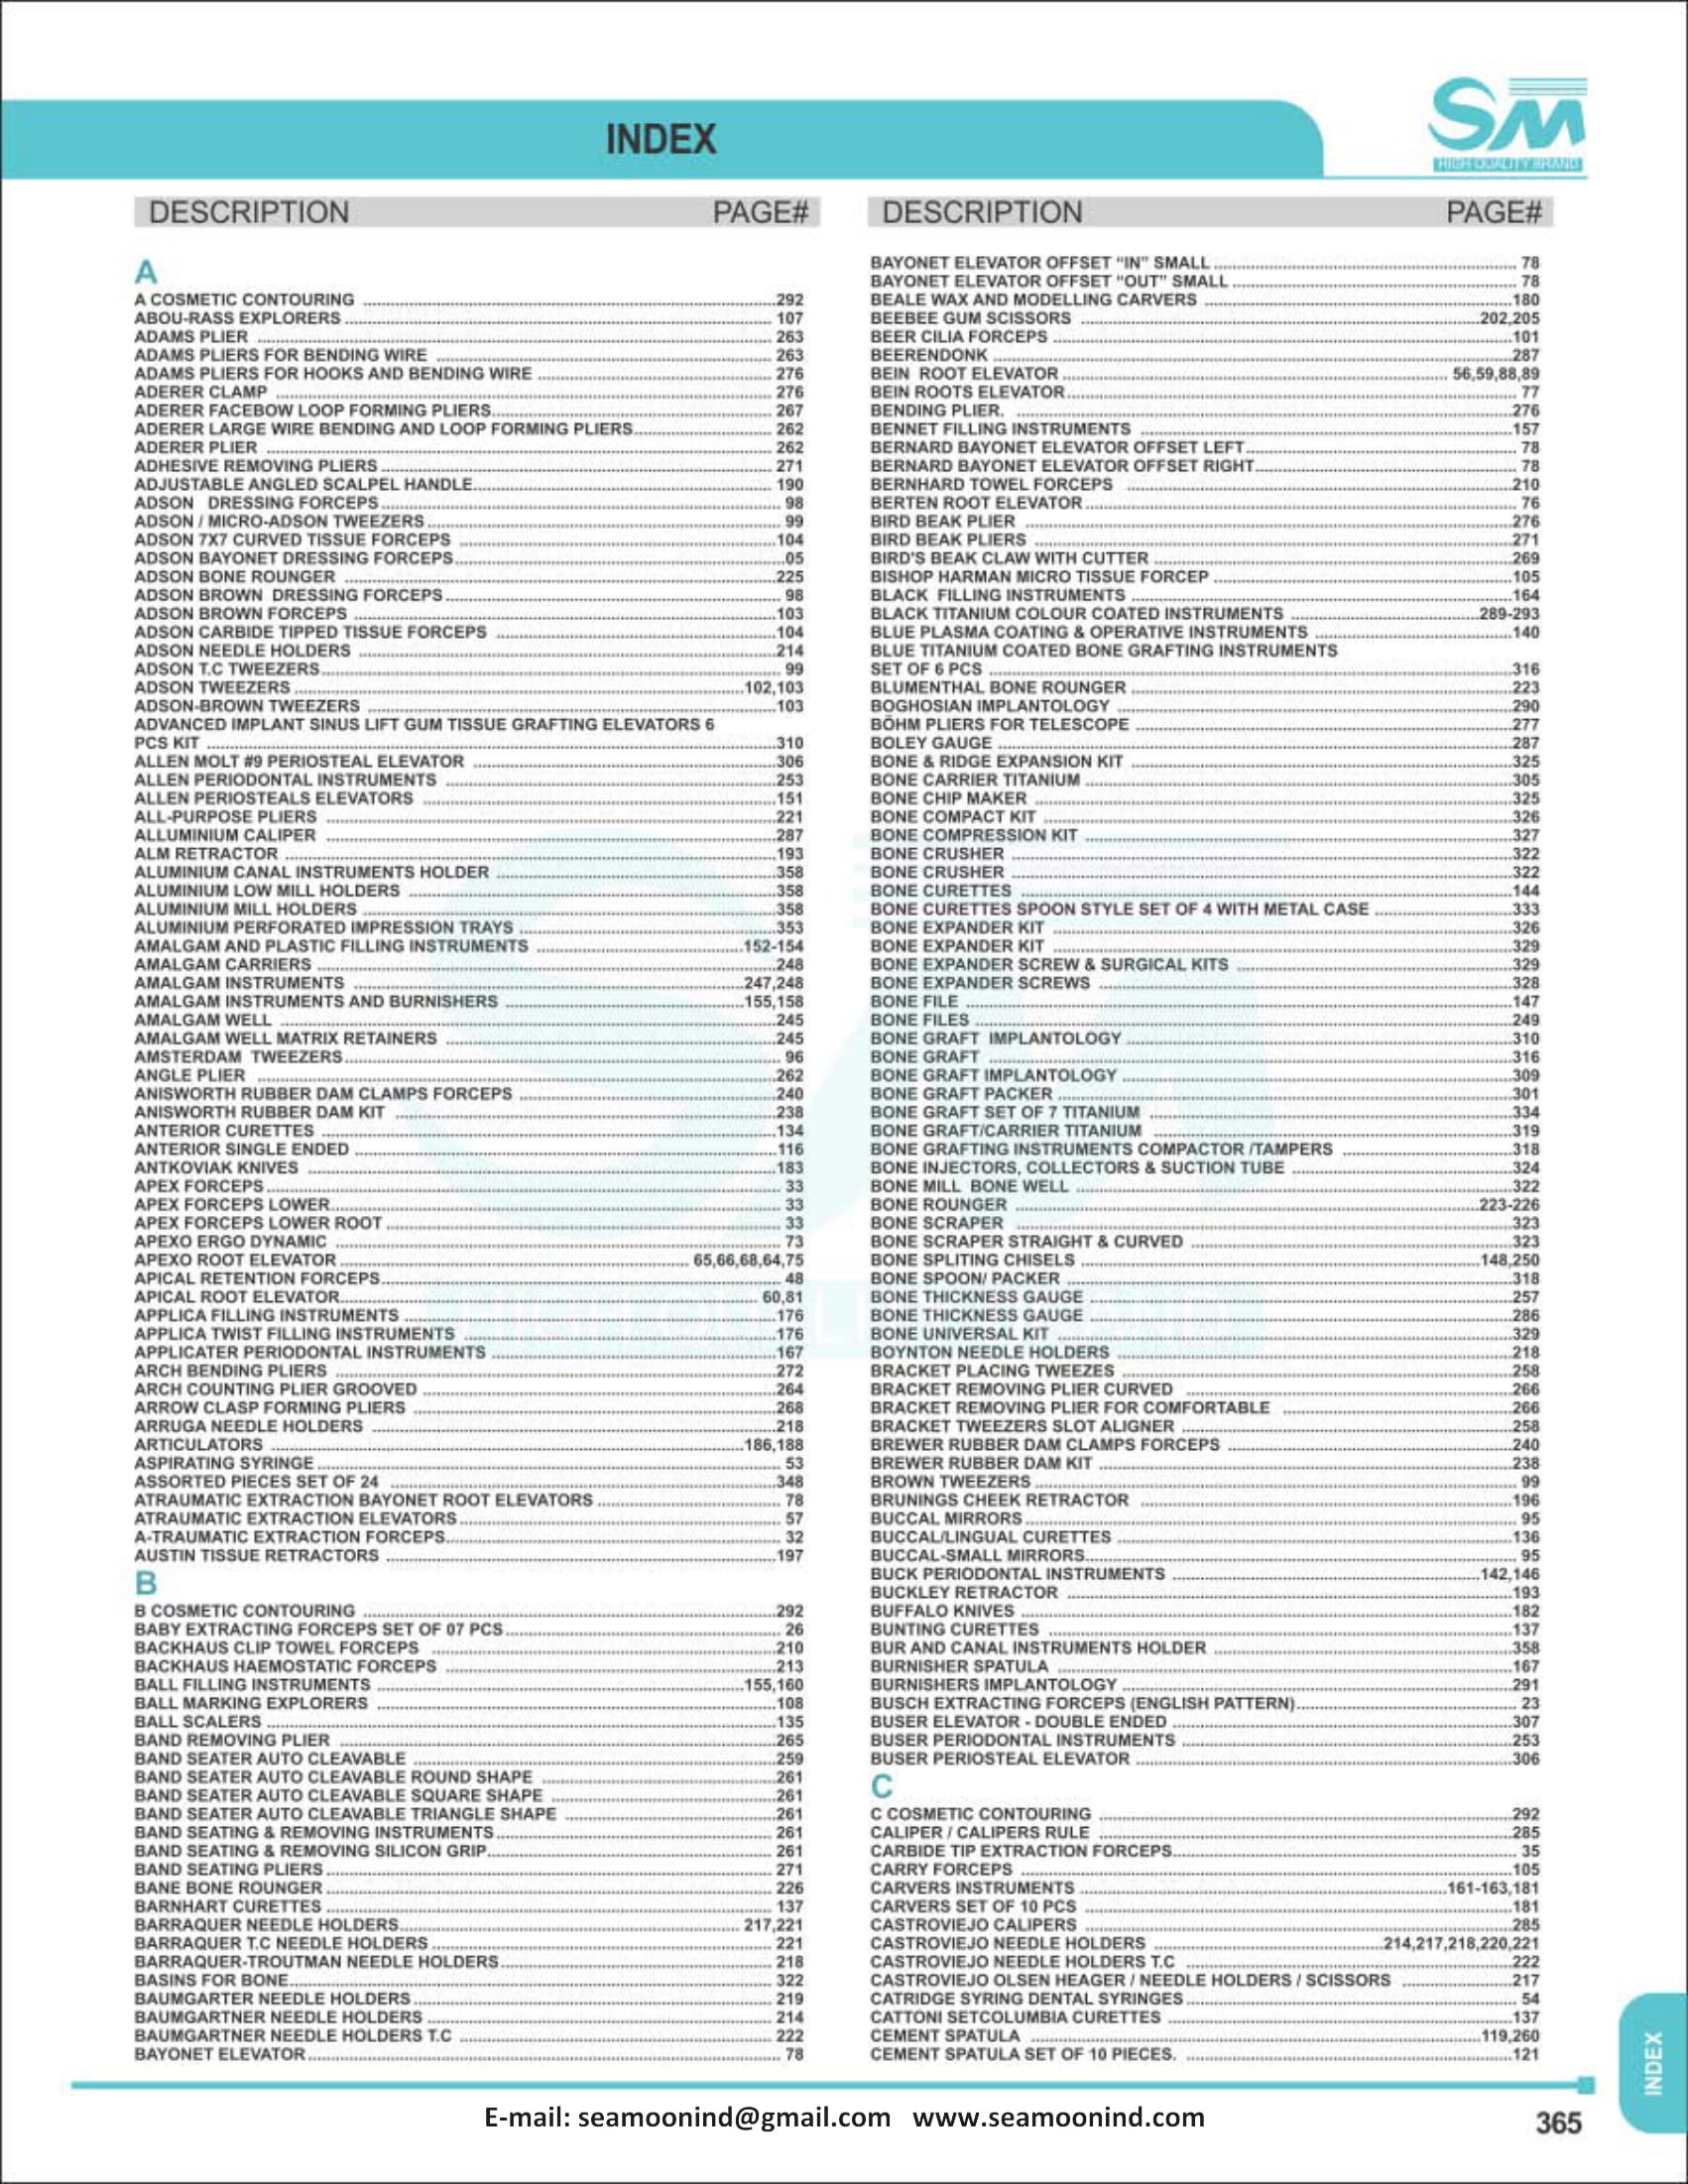 INDEX
SM
HIGH QUALITY BRAND
DESCRIPTION PAGE#
A
A COSMETIC CONTOURING 292
ABOU-RASS EXPLORERS 107
ADAMS PLIER 263
ADAMS PLIERS FOR BENDING WIRE 263
ADAMS PLIERS FOR HOOKS AND BENDING WIRE 276
ADERER CLAMP 276
ADERER FACEBOW LOOP FORMING PLIERS 267
ADERER LARGE WIRE BENDING AND LOOP FORMING PLIERS 262
ADERER PLIER 262
ADHESIVE REMOVING PLIERS 271
ADJUSTABLE ANGLED SCALPEL HANDLE 190
ADSON DRESSING FORCEPS 98
ADSON / MICRO-ADSON TWEEZERS 99
ADSON 7X7 CURVED TISSUE FORCEPS 104
ADSON BAYONET DRESSING FORCEPS 05
ADSON BONE ROUNGER 225
ADSON BROWN DRESSING FORCEPS 98
ADSON BROWN FORCEPS 103
ADSON CARBIDE TIPPED TISSUE FORCEPS 104
ADSON NEEDLE HOLDERS 214
ADSON T.C TWEEZERS 99
ADSON TWEEZERS 102,103
ADSON-BROWN TWEEZERS 103
ADVANCED IMPLANT SINUS LIFT GUM TISSUE GRAFTING ELEVATORS 6
PCS KIT 310
ALLEN MOLT #9 PERIOSTEAL ELEVATOR 306
ALLEN PERIODONTAL INSTRUMENTS 253
ALLEN PERIOSTEALS ELEVATORS 151
ALL-PURPOSE PLIERS 221
ALLUMINIUM CALIPER 287
ALM RETRACTOR 193
ALUMINIUM CANAL INSTRUMENTS HOLDER 358
ALUMINIUM LOW MILL HOLDERS 358
ALUMINIUM MILL HOLDERS 358
ALUMINIUM PERFORATED IMPRESSION TRAYS 353
AMALGAM AND PLASTIC FILLING INSTRUMENTS 152-154
AMALGAM CARRIERS 248
AMALGAM INSTRUMENTS 247,248
AMALGAM INSTRUMENTS AND BURNISHERS 155,158
AMALGAM WELL 245
AMALGAM WELL MATRIX RETAINERS 245
AMSTERDAM TWEEZERS 96
ANGLE PLIER 262
ANISWORTH RUBBER DAM CLAMPS FORCEPS 240
ANISWORTH RUBBER DAM KIT 238
ANTERIOR CURETTES 134
ANTERIOR SINGLE ENDED 116
ANTKOVIAK KNIVES 183
APEX FORCEPS 33
APEX FORCEPS LOWER 33
APEX FORCEPS LOWER ROOT 33
APEXO ERGO DYNAMIC 73
APEXO ROOT ELEVATOR 65,66,68,64,75
APICAL RETENTION FORCEPS 48
APICAL ROOT ELEVATOR 60,81
APPLICA FILLING INSTRUMENTS 176
APPLICA TWIST FILLING INSTRUMENTS 176
APPLICATER PERIODONTAL INSTRUMENTS 167
ARCH BENDING PLIERS 272
ARCH COUNTING PLIER GROOVED 264
ARROW CLASP FORMING PLIERS 268
ARRUGA NEEDLE HOLDERS 218
ARTICULATORS 186,188
ASPIRATING SYRINGE 53
ASSORTED PIECES SET OF 24 348
ATRAUMATIC EXTRACTION BAYONET ROOT ELEVATORS 78
ATRAUMATIC EXTRACTION ELEVATORS 57
A-TRAUMATIC EXTRACTION FORCEPS 32
AUSTIN TISSUE RETRACTORS 197
B
B COSMETIC CONTOURING 292
BABY EXTRACTING FORCEPS SET OF 07 PCS 26
BACKHAUS CLIP TOWEL FORCEPS 210
BACKHAUS HAEMOSTATIC FORCEPS 213
BALL FILLING INSTRUMENTS 155,160
BALL MARKING EXPLORERS 108
BALL SCALERS 135
BAND REMOVING PLIER 265
BAND SEATER AUTO CLEAVABLE 259
BAND SEATER AUTO CLEAVABLE ROUND SHAPE 261
BAND SEATER AUTO CLEAVABLE SQUARE SHAPE 261
BAND SEATER AUTO CLEAVABLE TRIANGLE SHAPE 261
BAND SEATING & REMOVING INSTRUMENTS 261
BAND SEATING & REMOVING SILICON GRIP 261
BAND SEATING PLIERS 271
BANE BONE ROUNGER 226
BARNHART CURETTES 137
BARRAQUER NEEDLE HOLDERS 217,221
BARRAQUER T.C NEEDLE HOLDERS 221
BARRAQUER-TROUTMAN NEEDLE HOLDERS 218
BASINS FOR BONE 322
BAUMGARTER NEEDLE HOLDERS 219
BAUMGARTNER NEEDLE HOLDERS 214
BAUMGARTNER NEEDLE HOLDERS T.C 222
BAYONET ELEVATOR 78
DESCRIPTION PAGE#
BAYONET ELEVATOR OFFSET “IN” SMALL 78
BAYONET ELEVATOR OFFSET “OUT” SMALL 78
BEALE WAX AND MODELLING CARVERS 180
BEEBEE GUM SCISSORS 202,205
BEER CILIA FORCEPS 101
BEERENDONK 287
BEIN ROOT ELEVATOR 56,59,88,89
BEIN ROOTS ELEVATOR 77
BENDING PLIER. 276
BENNET FILLING INSTRUMENTS 157
BERNARD BAYONET ELEVATOR OFFSET LEFT 78
BERNARD BAYONET ELEVATOR OFFSET RIGHT 78
BERNHARD TOWEL FORCEPS 210
BERTEN ROOT ELEVATOR 76
BIRD BEAK PLIER 276
BIRD BEAK PLIERS 271
BIRD'S BEAK CLAW WITH CUTTER 269
BISHOP HARMAN MICRO TISSUE FORCEP 105
BLACK FILLING INSTRUMENTS 164
BLACK TITANIUM COLOUR COATED INSTRUMENTS 289-293
BLUE PLASMA COATING & OPERATIVE INSTRUMENTS 140
BLUE TITANIUM COATED BONE GRAFTING INSTRUMENTS
SET OF 6 PCS 316
BLUMENTHAL BONE ROUNGER 223
BOGHOSIAN IMPLANTOLOGY 290
BÖHM PLIERS FOR TELESCOPE 277
BOLEY GAUGE 287
BONE & RIDGE EXPANSION KIT 325
BONE CARRIER TITANIUM 305
BONE CHIP MAKER 325
BONE COMPACT KIT 326
BONE COMPRESSION KIT 327
BONE CRUSHER 322
BONE CRUSHER 322
BONE CURETTES 144
BONE CURETTES SPOON STYLE SET OF 4 WITH METAL CASE 333
BONE EXPANDER KIT 326
BONE EXPANDER KIT 329
BONE EXPANDER SCREW & SURGICAL KITS 329
BONE EXPANDER SCREWS 328
BONE FILE 147
BONE FILES 249
BONE GRAFT IMPLANTOLOGY 310
BONE GRAFT 316
BONE GRAFT IMPLANTOLOGY 309
BONE GRAFT PACKER 301
BONE GRAFT SET OF 7 TITANIUM 334
BONE GRAFT/CARRIER TITANIUM 319
BONE GRAFTING INSTRUMENTS COMPACTOR /TAMPERS 318
BONE INJECTORS, COLLECTORS & SUCTION TUBE 324
BONE MILL BONE WELL 322
BONE ROUNGER 223-226
BONE SCRAPER 323
BONE SCRAPER STRAIGHT & CURVED 323
BONE SPLITING CHISELS 148,250
BONE SPOON/ PACKER 318
BONE THICKNESS GAUGE 257
BONE THICKNESS GAUGE 286
BONE UNIVERSAL KIT 329
BOYNTON NEEDLE HOLDERS 218
BRACKET PLACING TWEEZES 258
BRACKET REMOVING PLIER CURVED 266
BRACKET REMOVING PLIER FOR COMFORTABLE 266
BRACKET TWEEZERS SLOT ALIGNER 258
BREWER RUBBER DAM CLAMPS FORCEPS 240
BREWER RUBBER DAM KIT 238
BROWN TWEEZERS 99
BRUNINGS CHEEK RETRACTOR 196
BUCCAL MIRRORS 95
BUCCAL/LINGUAL CURETTES 136
BUCCAL-SMALL MIRRORS 95
BUCK PERIODONTAL INSTRUMENTS 142,146
BUCKLEY RETRACTOR 193
BUFFALO KNIVES 182
BUNTING CURETTES 137
BUR AND CANAL INSTRUMENTS HOLDER 358
BURNISHER SPATULA 167
BURNISHERS IMPLANTOLOGY 291
BUSCH EXTRACTING FORCEPS (ENGLISH PATTERN) 23
BUSER ELEVATOR - DOUBLE ENDED 307
BUSER PERIODONTAL INSTRUMENTS 253
BUSER PERIOSTEAL ELEVATOR 306
C
C COSMETIC CONTOURING 292
CALIPER / CALIPERS RULE 285
CARBIDE TIP EXTRACTION FORCEPS 35
CARRY FORCEPS 105
CARVERS INSTRUMENTS 161-163,181
CARVERS SET OF 10 PCS 181
CASTROVIEJO CALIPERS 285
CASTROVIEJO NEEDLE HOLDERS 214,217,218,220,221
CASTROVIEJO NEEDLE HOLDERS T.C 222
CASTROVIEJO OLSEN HEAGER / NEEDLE HOLDERS / SCISSORS 217
CATRIDGE SYRING DENTAL SYRINGES 54
CATTONI SETCOLUMBIA CURETTES 137
CEMENT SPATULA 119,260
CEMENT SPATULA SET OF 10 PIECES. 121
INDEX
E-mail: seamoonind@gmail.com www.seamoonind.com
365